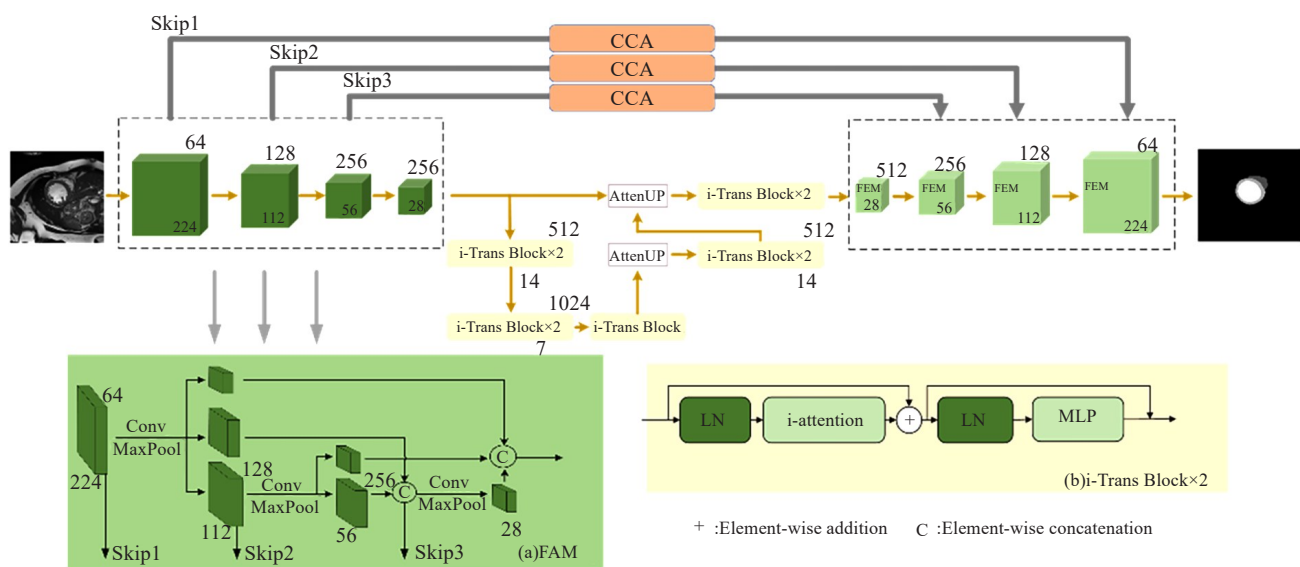 Skip1
CCA
Skip2
CCA
Skip3
CCA
64
128
256
256
224
112
56
28
512
256
128
64
FEM
28
FEM
56
FEM
112
FEM
224
AttenUP
i-Trans Block×2
512
i-Trans Block×2
14
AttenUP
i-Trans Block×2
512
14
1024
i-Trans Block×2
i-Trans Block
7
64
224
Conv
MaxPool
128
112
Conv
MaxPool
256
56
C
Conv
MaxPool
C
28
Skip1
Skip2
Skip3
(a)FAM
LN
i-attention
+
LN
MLP
(b)i-Trans Block×2
+ :Element-wise addition
C :Element-wise concatenation